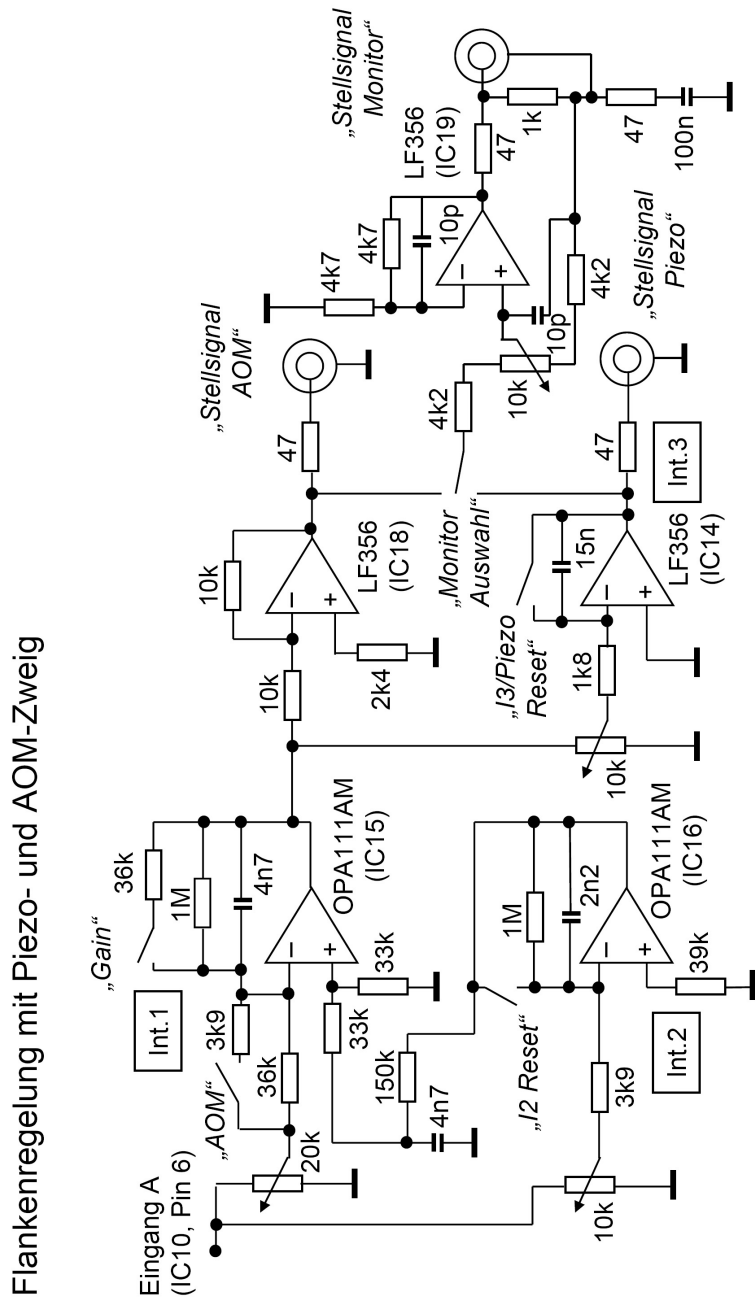 Flankenregelung mit Piezo- und AOM-Zweig
Eingang A
(IC10, Pin 6)
20k
„AOM“
3k9
36k
Int.1
„Gain“
36k
1M
4n7
–
+
OPA111AM
(IC15)
33k
33k
150k
4n7
„I2 Reset“
10k
3k9
Int.2
39k
1M
2n2
–
+
OPA111AM
(IC16)
10k
10k
–
+
2k4
LF356
(IC18)
47
„Stellsignal
AOM“
10k
1k8
„I3/Piezo
Reset“
15n
–
+
LF356
(IC14)
Int.3
47
„Stellsignal
Piezo“
„Monitor
Auswahl“
4k2
10k
4k2
10p
4k7
4k7
10p
–
+
LF356
(IC19)
47
1k
47
100n
„Stellsignal
Monitor“